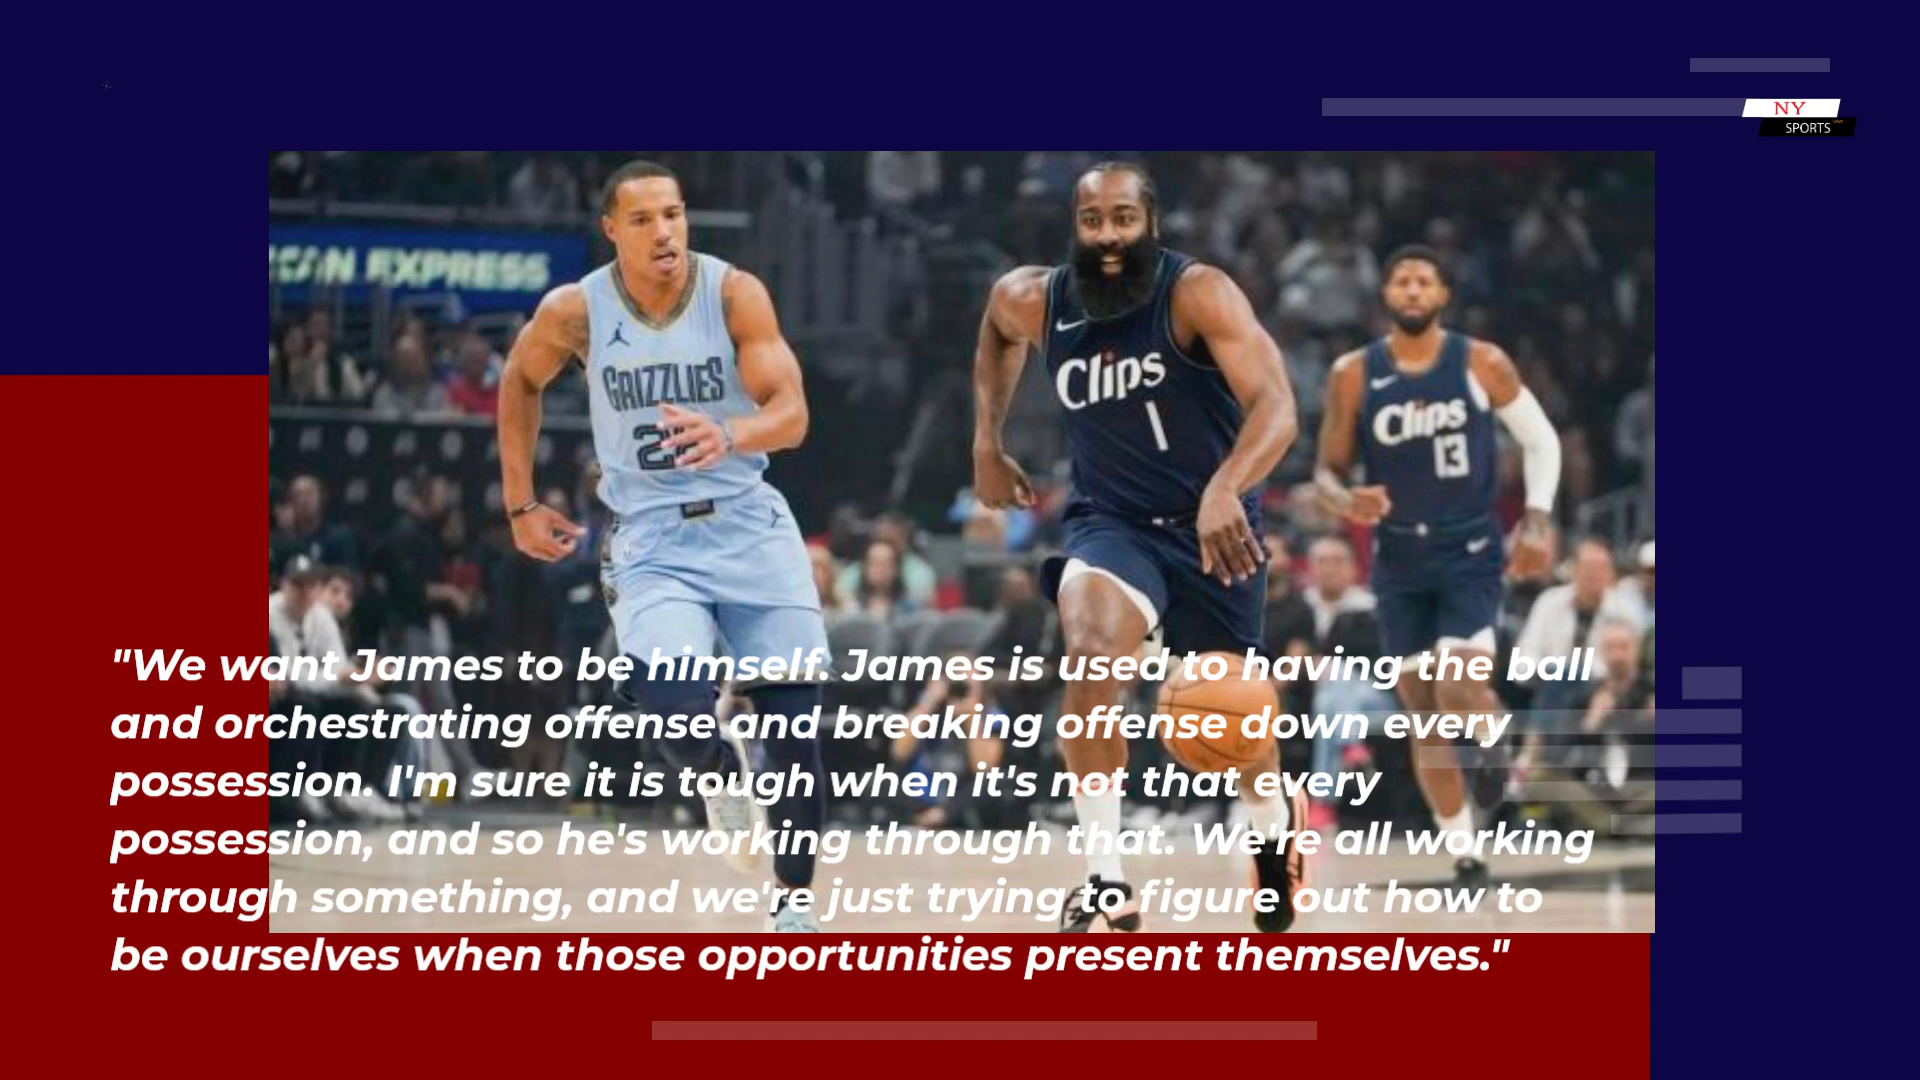 NY
SPORTS
CAN EXPRESS
GRIZZLIES
Clips
1
Clips
13
"We want James to be himself. James is used to having the ball
and orchestrating offense and breaking offense down every
possession. I'm sure it is tough when it's not that every
possession, and so he's working through that. We're all working
through something, and we're just trying to figure out how to
be ourselves when those opportunities present themselves."